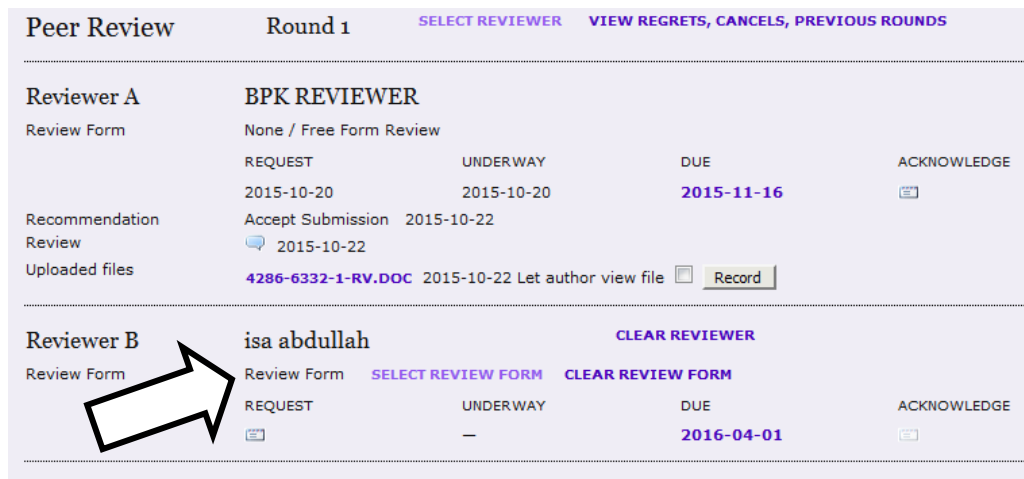 Peer Review Round 1 SELECT REVIEWER VIEW REGRETS, CANCELS, PREVIOUS ROUNDS
Reviewer A BPK REVIEWER
Review Form None / Free Form Review
REQUEST UNDERWAY DUE ACKNOWLEDGE
2015-10-20 2015-10-20 2015-11-16
Recommendation Accept Submission 2015-10-22
Review 2015-10-22
Uploaded files 4286-6332-1-RV.DOC 2015-10-22 Let author view file Record
Reviewer B isa abdullah CLEAR REVIEWER
Review Form Review Form SELECT REVIEW FORM CLEAR REVIEW FORM
REQUEST UNDERWAY DUE ACKNOWLEDGE
— 2016-04-01